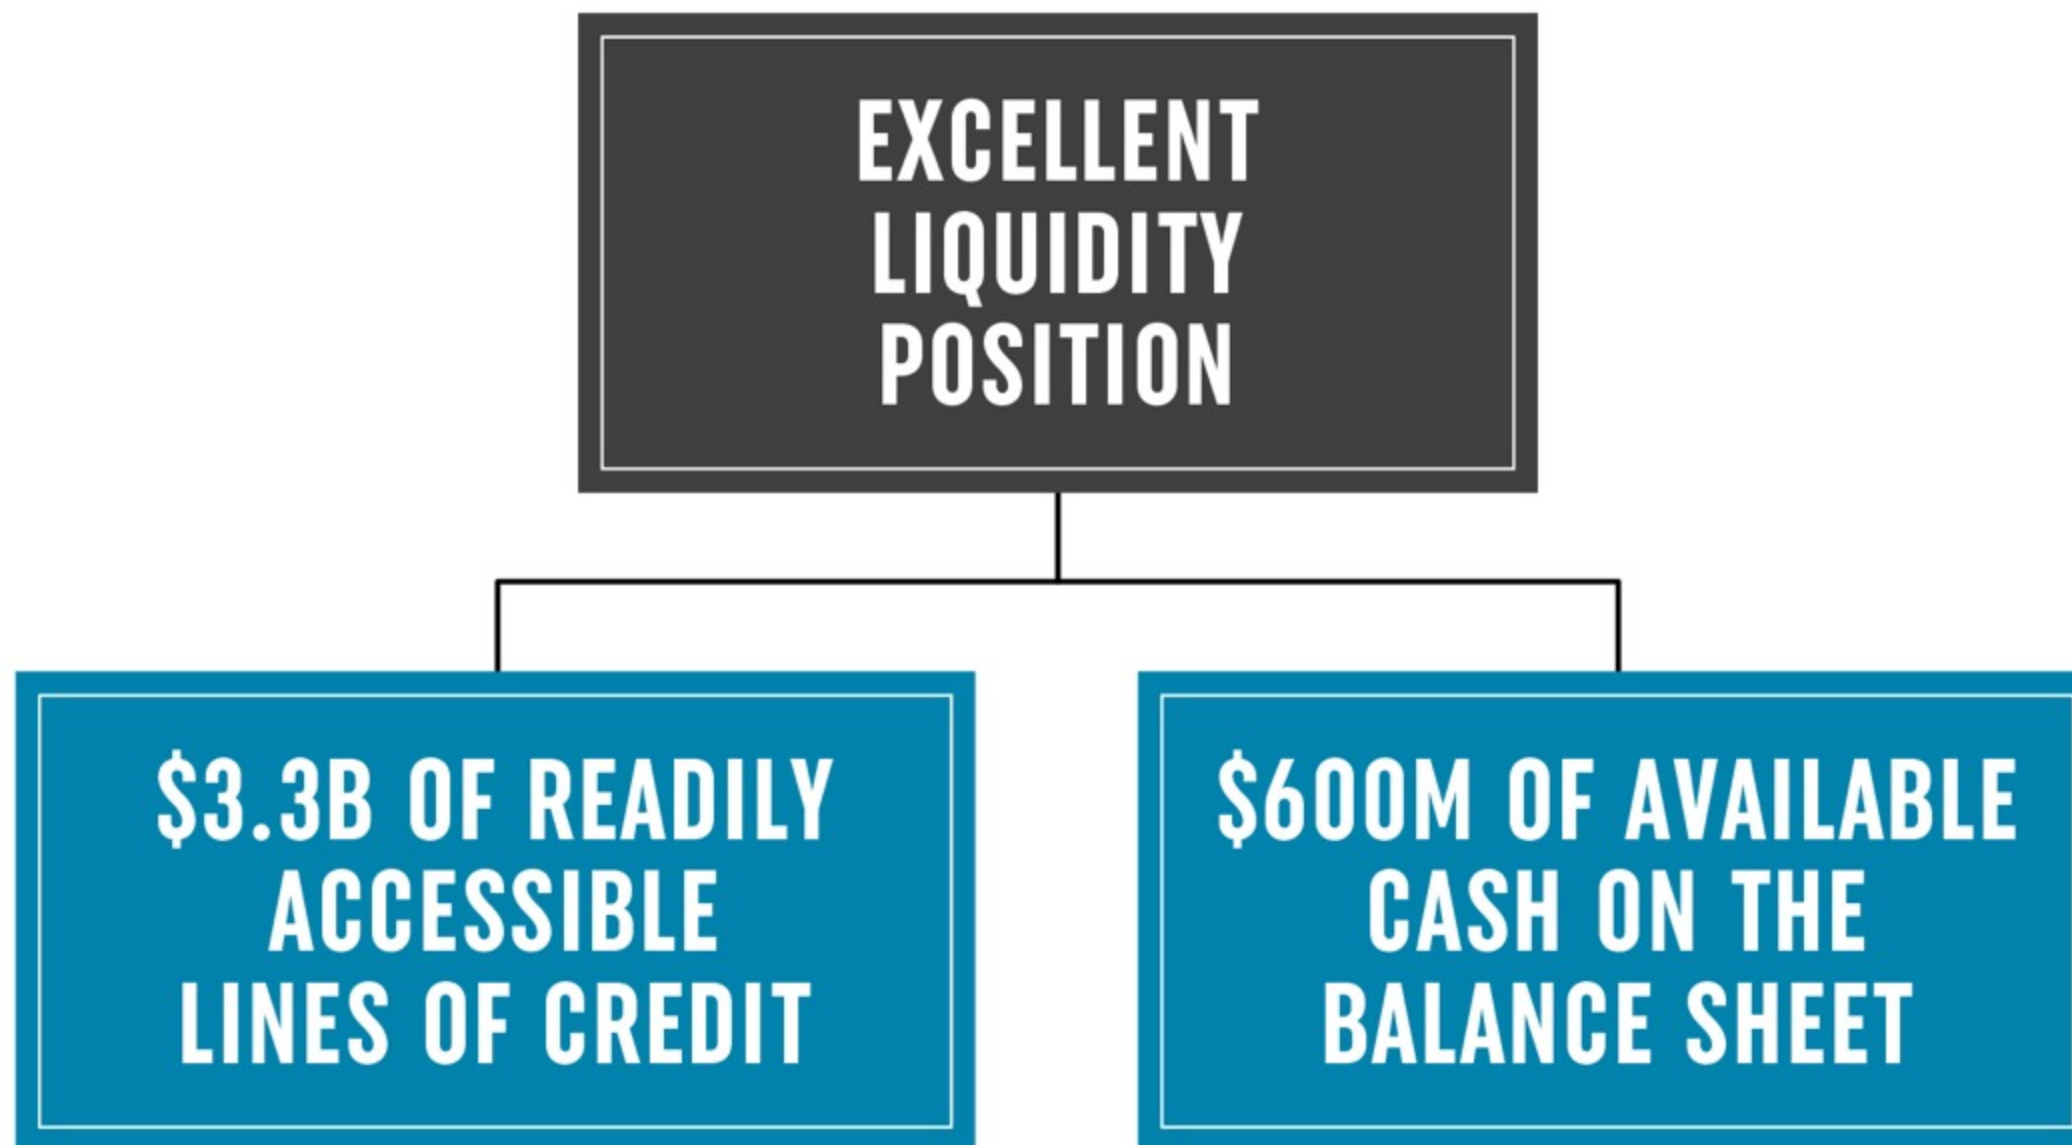 EXCELLENT
LIQUIDITY
POSITION
$3.3B OF READILY
ACCESSIBLE
LINES OF CREDIT
$600M OF AVAILABLE
CASH ON THE
BALANCE SHEET